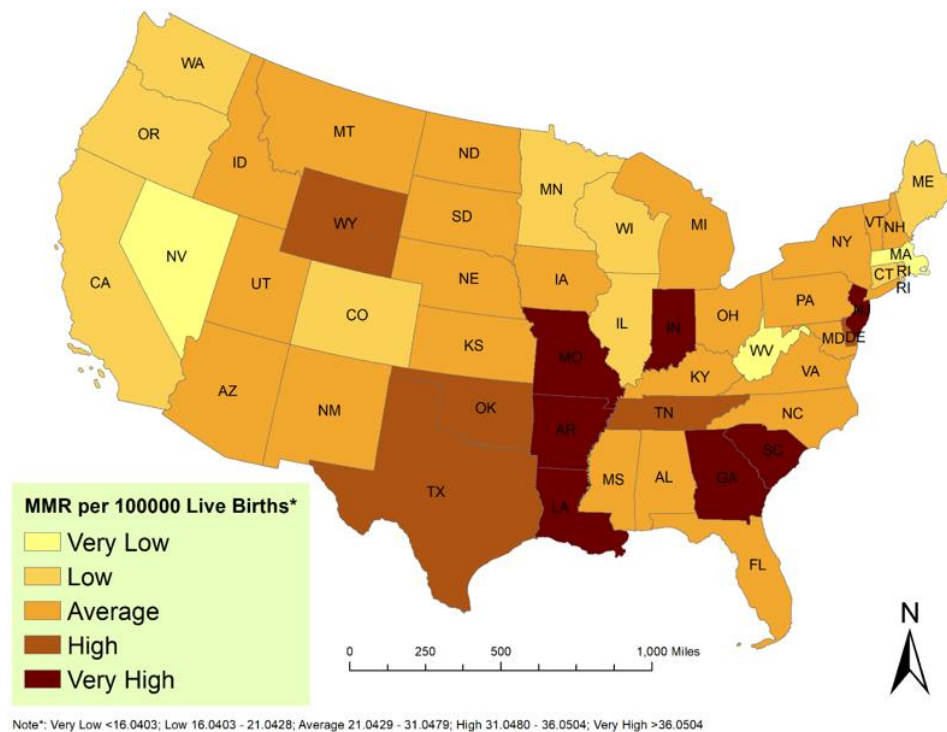 WA
MT
ND
ME
OR
ID
MN
VT
NH
SD
WI
MI
NY
WY
MA
CT
RI
RI
NV
NE
IA
PA
NJ
UT
CA
CO
IL
IN
OH
MD
DE
WV
KS
MO
KY
VA
AZ
NM
OK
TN
NC
AR
SC
MS
AL
GA
TX
LA
FL
MMR per 100000 Live Births*
Very Low
Low
Average
High
Very High
N
0 250 500 1,000 Miles
Note*: Very Low <16.0403; Low 16.0403 - 21.0428; Average 21.0429 - 31.0479; High 31.0480 - 36.0504; Very High >36.0504